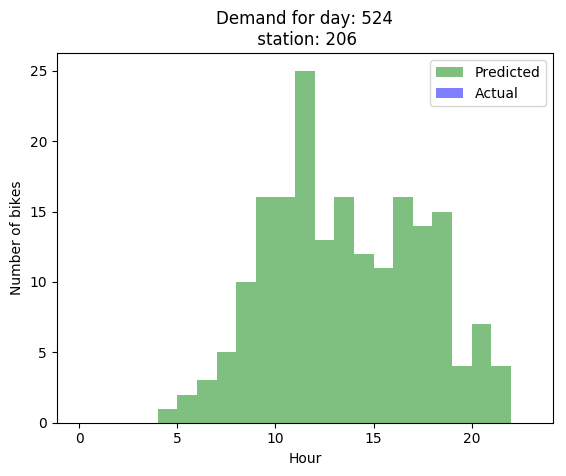 Demand for day: 524
station: 206
Predicted
Actual
Number of bikes
25
20
15
10
5
0
0
5
10
15
20
Hour